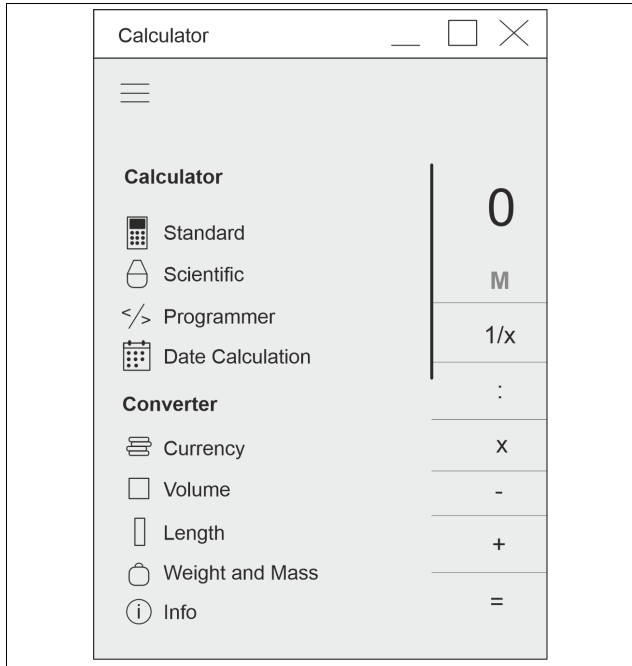 Calculator
Calculator
Standard
Scientific
</> Programmer
Date Calculation
Converter
Currency
Volume
Length
Weight and Mass
i Info
0
M
1/x
:
x
-
+
=